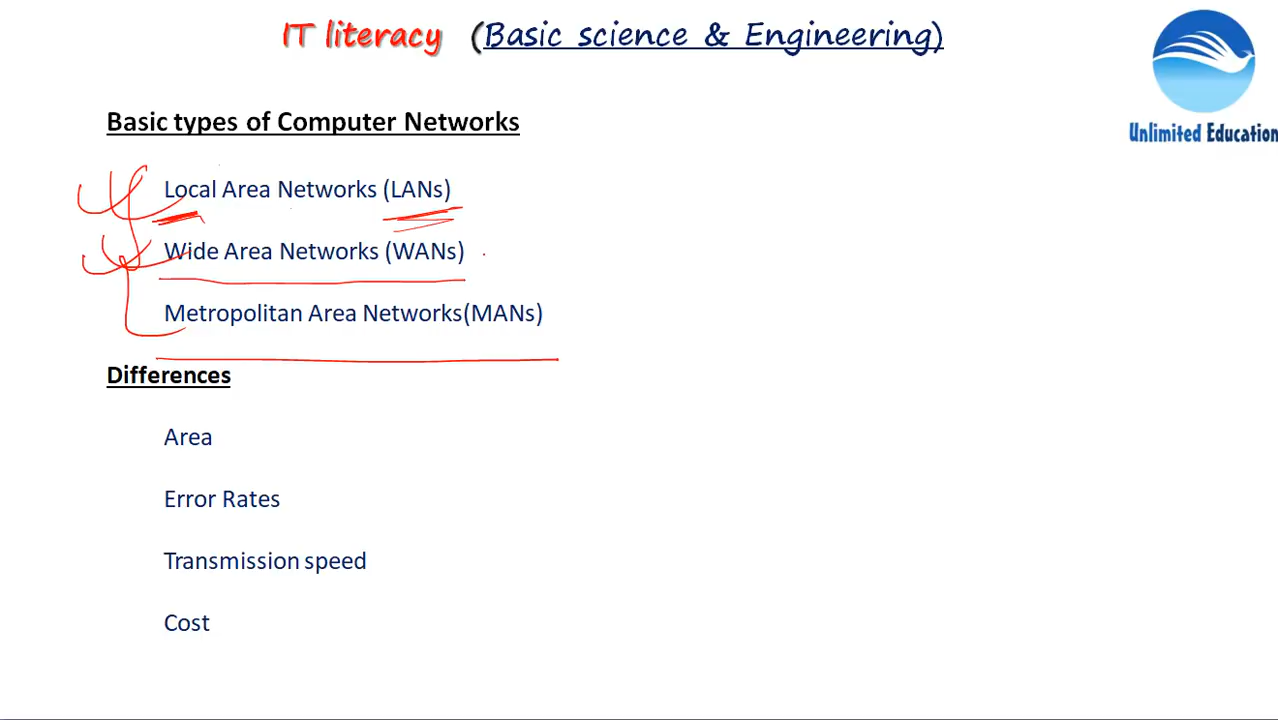 IT literacy (Basic science & Engineering)
Unlimited Education
Basic types of Computer Networks
Local Area Networks (LANs)
Wide Area Networks (WANs)
Metropolitan Area Networks(MANs)
Differences
Area
Error Rates
Transmission speed
Cost